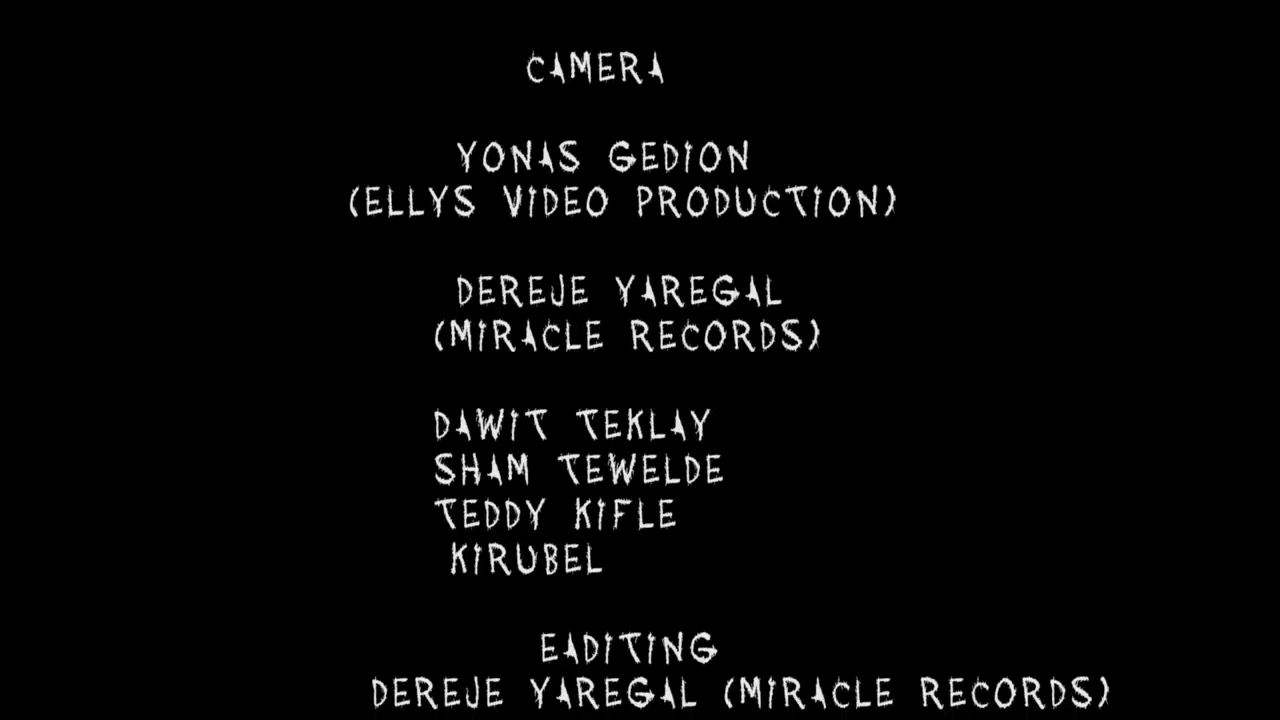 CAMERA
YONAS GEDION
(ELLYS VIDEO PRODUCTION)
DEREJE YAREGAL
(MIRACLE RECORDS)
DAWIT TEKLAY
SHAM TEWELDE
TEDDY KIFLE
KIRUBEL
EADITING
DEREJE YAREGAL (MIRACLE RECORDS)